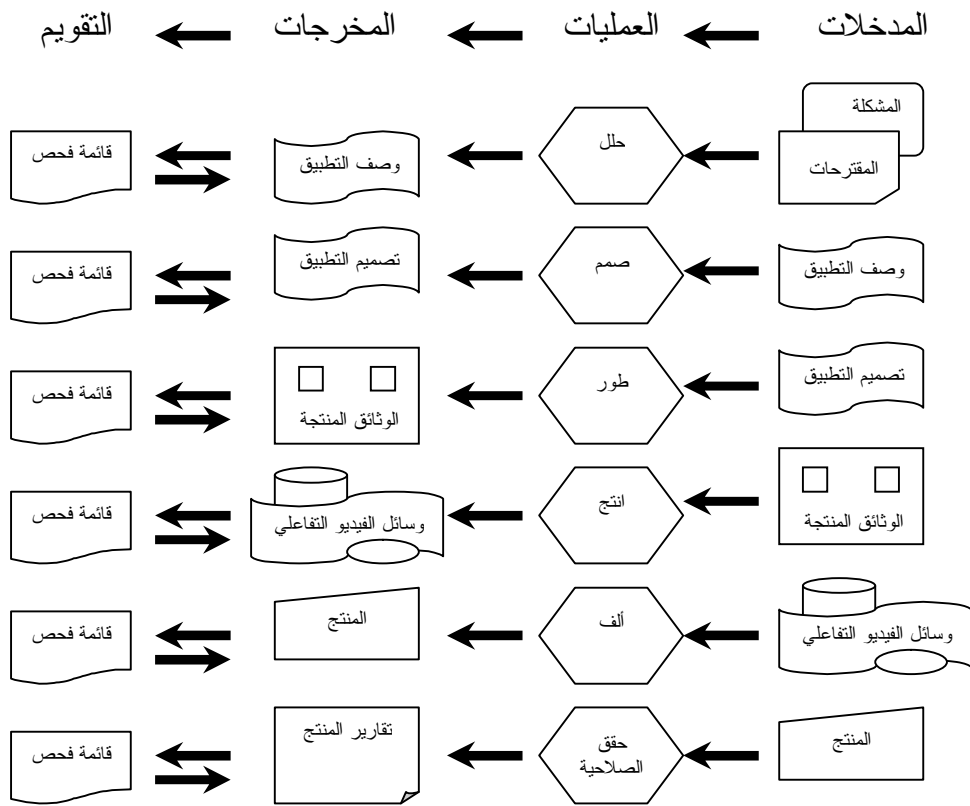 المدخلات
العمليات
المخرجات
التقويم
المشكلة
المقترحات
حلل
وصف التطبيق
قائمة فحص
وصف التطبيق
صمم
تصميم التطبيق
قائمة فحص
تصميم التطبيق
طور
الوثائق المنتجة
قائمة فحص
الوثائق المنتجة
انتج
وسائل الفيديو التفاعلي
قائمة فحص
وسائل الفيديو التفاعلي
ألف
المنتج
قائمة فحص
المنتج
حقق
الصلاحية
تقارير المنتج
قائمة فحص